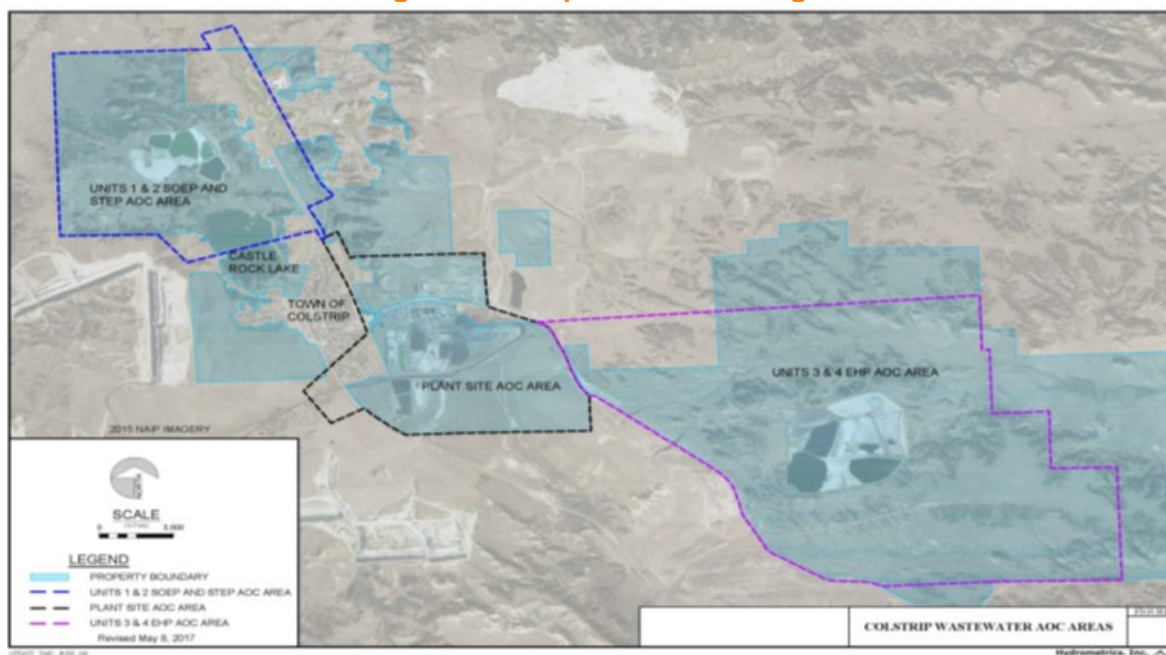 UNITS 1 & 2 SOEP AND
STEP AOC AREA
CASTLE
ROCK LAKE
TOWN OF
COLSTRIP
PLANT SITE AOC AREA
UNITS 3 & 4 EHP AOC AREA
2015 NAIP IMAGERY
NORTH
SCALE
0 3,000
LEGEND
PROPERTY BOUNDARY
UNITS 1 & 2 SOEP AND STEP AOC AREA
PLANT SITE AOC AREA
UNITS 3 & 4 EHP AOC AREA
Revised May 8, 2017
COLSTRIP WASTEWATER AOC AREAS
Hydrometrics, Inc.